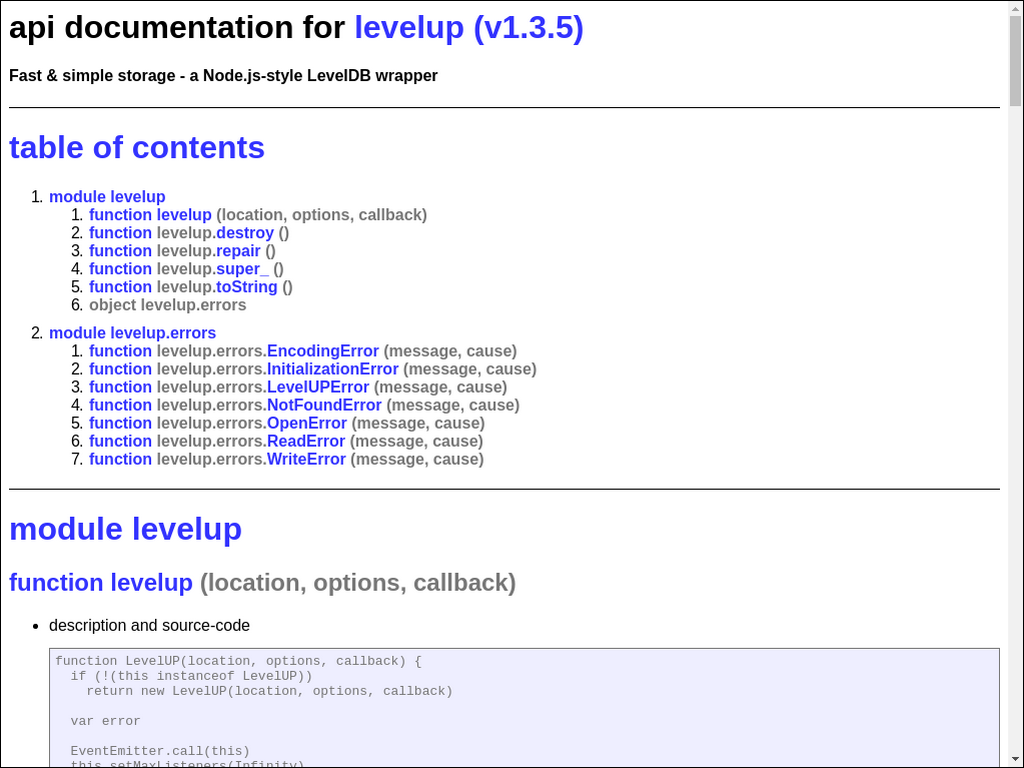 api documentation for levelup (v1.3.5)
Fast & simple storage - a Node.js-style LevelDB wrapper
table of contents
1. module levelup
1. function levelup (location, options, callback)
2. function levelup.destroy ()
3. function levelup.repair ()
4. function levelup.super_ ()
5. function levelup.toString ()
6. object levelup.errors
2. module levelup.errors
1. function levelup.errors.EncodingError (message, cause)
2. function levelup.errors.InitializationError (message, cause)
3. function levelup.errors.LevelUPError (message, cause)
4. function levelup.errors.NotFoundError (message, cause)
5. function levelup.errors.OpenError (message, cause)
6. function levelup.errors.ReadError (message, cause)
7. function levelup.errors.WriteError (message, cause)
module levelup
function levelup (location, options, callback)
• description and source-code
function LevelUP(location, options, callback) {
  if (!(this instanceof LevelUP))
    return new LevelUP(location, options, callback)
  var error
  EventEmitter.call(this)
  this.setMaxListeners(Infinity)